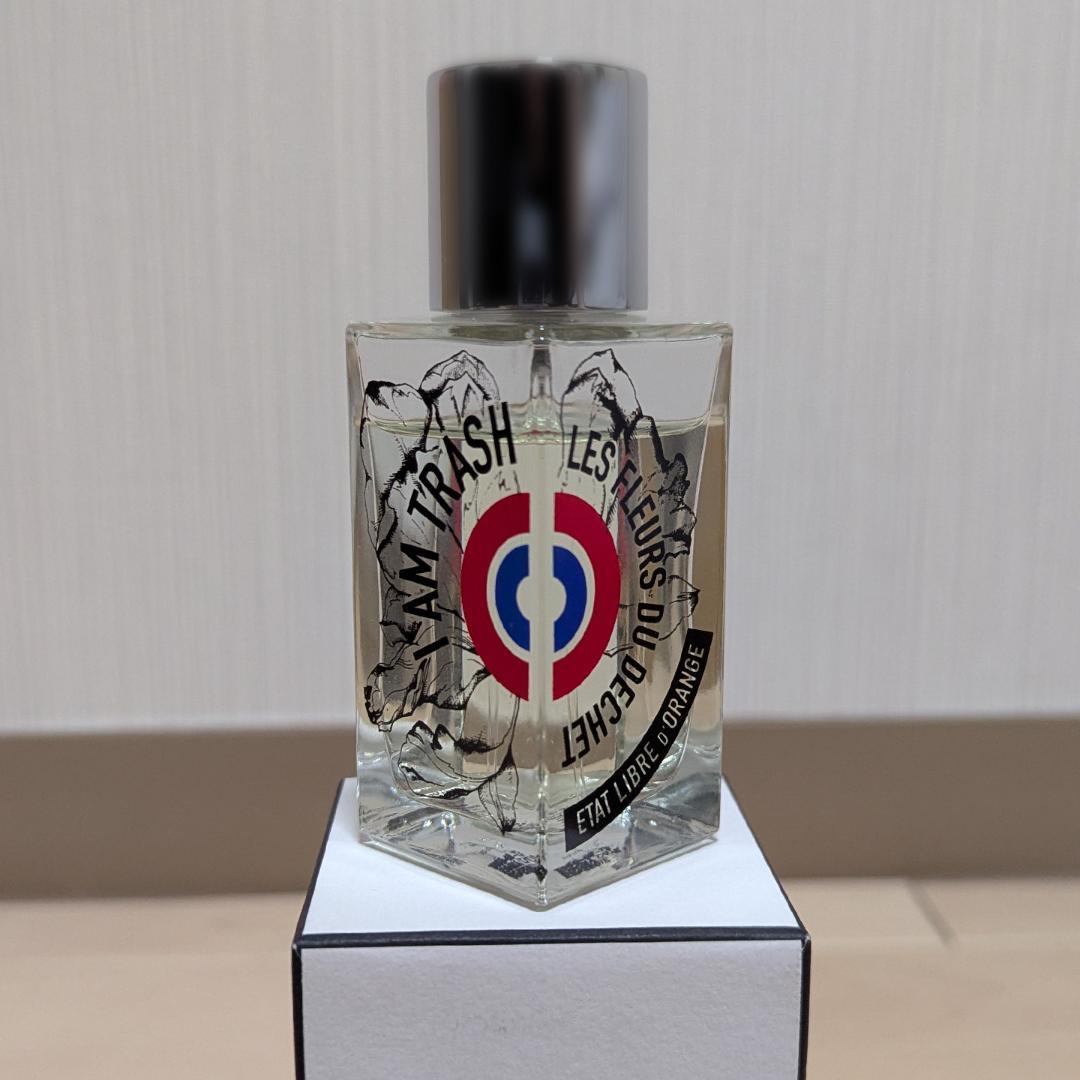 I AM TRASH
LES FLEURS DU DECHET
ETAT LIBRE D'ORANGE